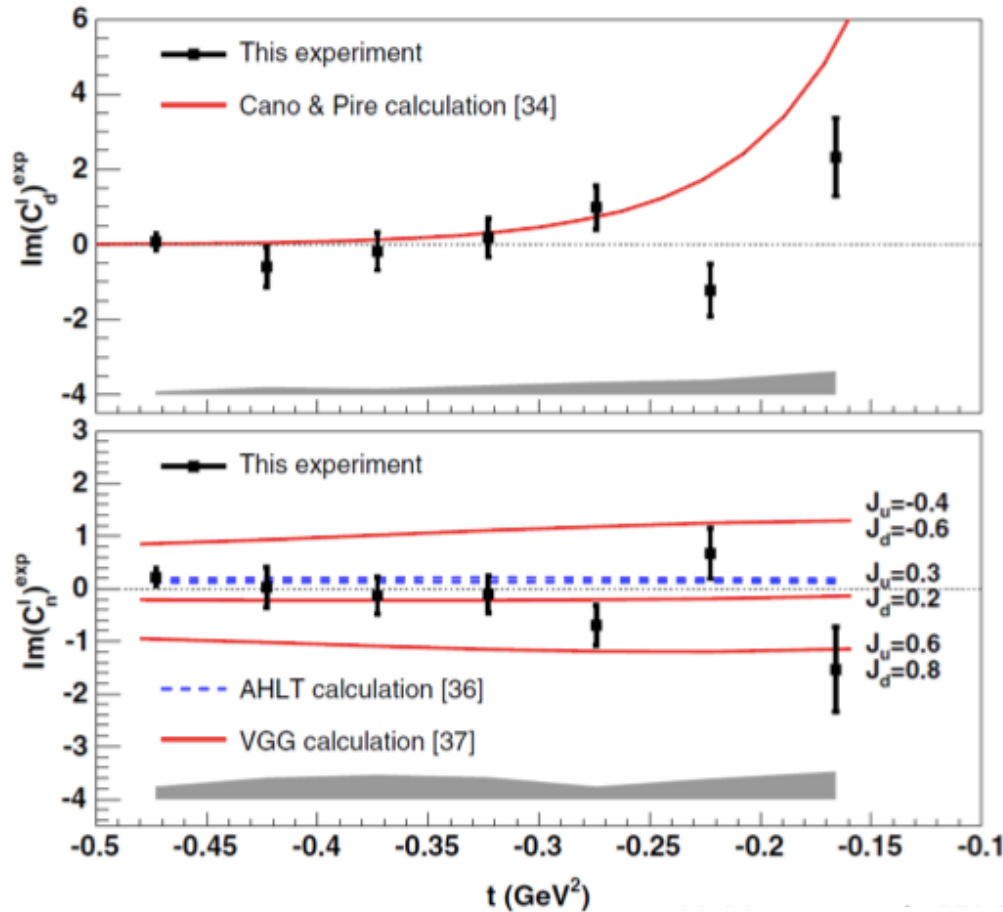 6
This experiment
4
Cano & Pire calculation [34]
2
0
-2
-4
Im(C_d^I)^exp
3
This experiment
2
1
0
-1
-2
-3
-4
Im(C_n^I)^exp
J_u=-0.4
J_d=-0.6
J_u=0.3
J_d=0.2
J_u=0.6
J_d=0.8
AHLT calculation [36]
VGG calculation [37]
-0.5 -0.45 -0.4 -0.35 -0.3 -0.25 -0.2 -0.15 -0.1
t (GeV²)